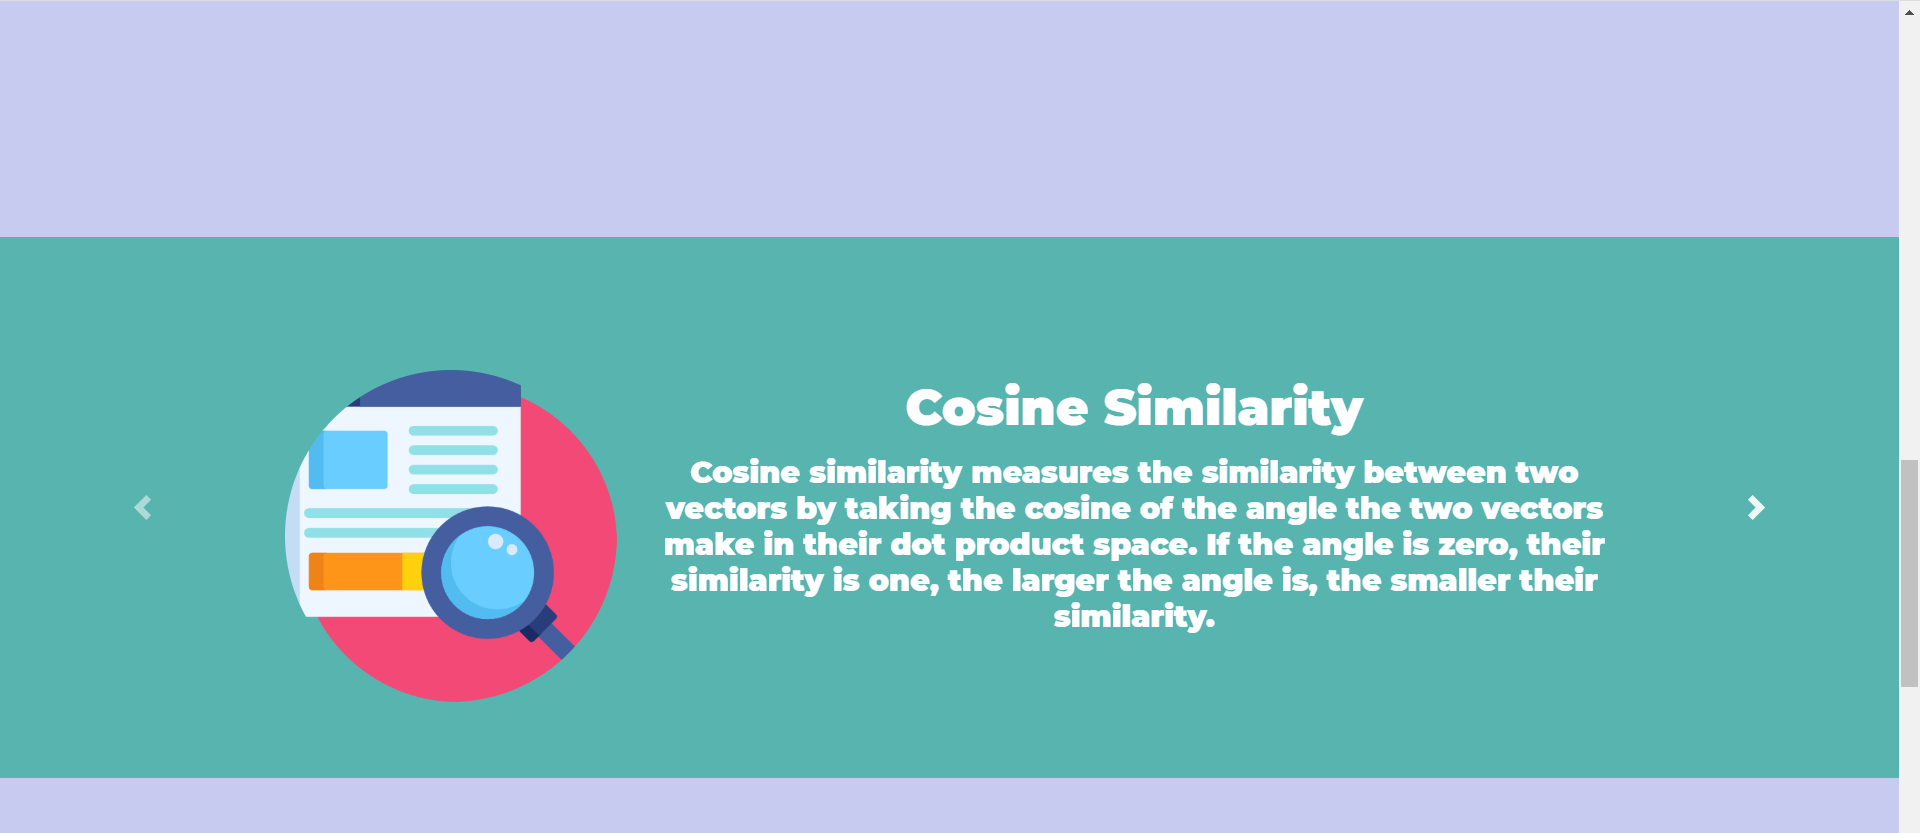 Cosine Similarity
Cosine similarity measures the similarity between two
vectors by taking the cosine of the angle the two vectors
make in their dot product space. If the angle is zero, their
similarity is one, the larger the angle is, the smaller their
similarity.